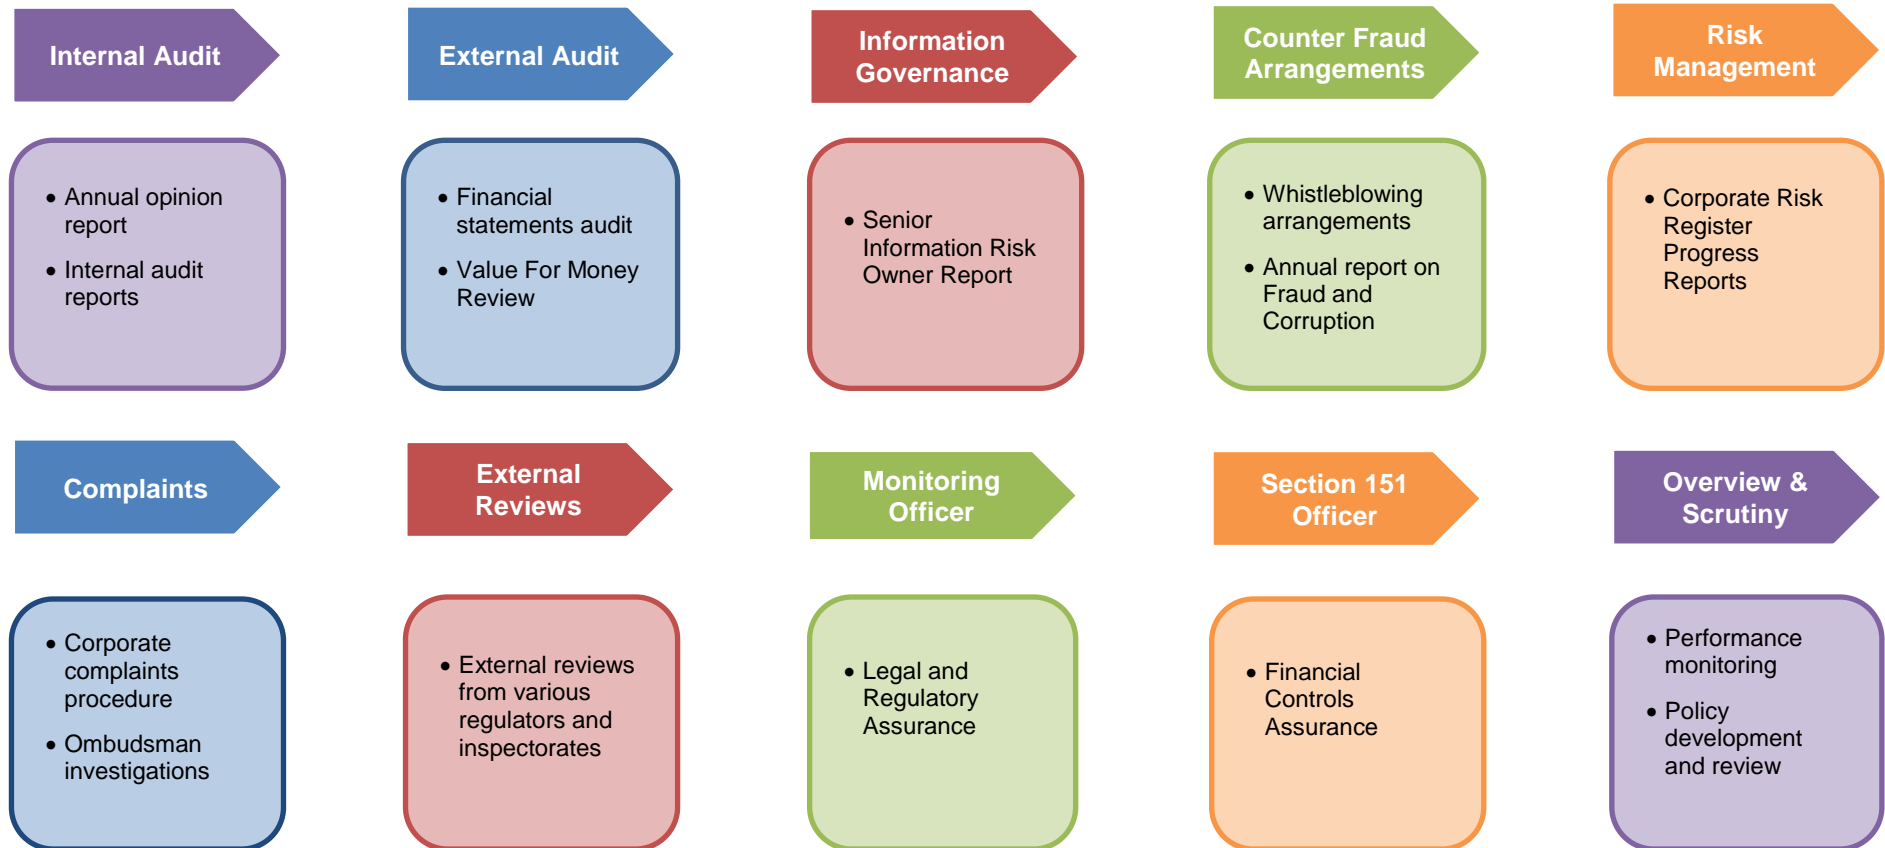 Internal Audit
External Audit
Information
Governance
Counter Fraud
Arrangements
Risk
Management
• Annual opinion
report
• Internal audit
reports
• Financial
statements audit
• Value For Money
Review
• Senior
Information Risk
Owner Report
• Whistleblowing
arrangements
• Annual report on
Fraud and
Corruption
• Corporate Risk
Register
Progress
Reports
Complaints
External
Reviews
Monitoring
Officer
Section 151
Officer
Overview &
Scrutiny
• Corporate
complaints
procedure
• Ombudsman
investigations
• External reviews
from various
regulators and
inspectorates
• Legal and
Regulatory
Assurance
• Financial
Controls
Assurance
• Performance
monitoring
• Policy
development
and review